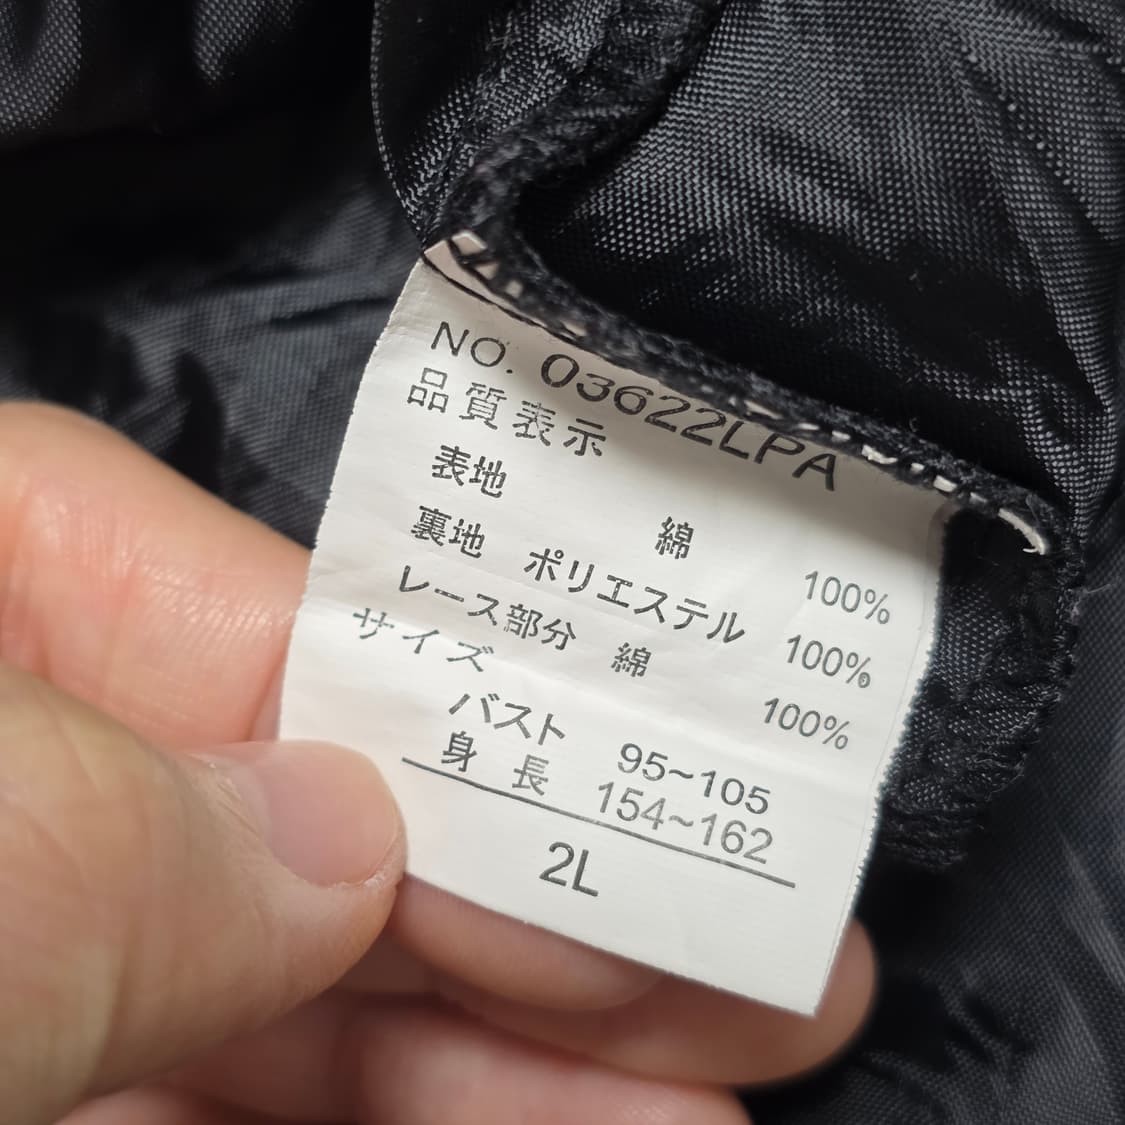 NO. 03622LPA
品質表示
表地 綿 100%
裏地 ポリエステル 100%
レース部分 綿 100%
サイズ
バスト 95~105
身長 154~162
2L